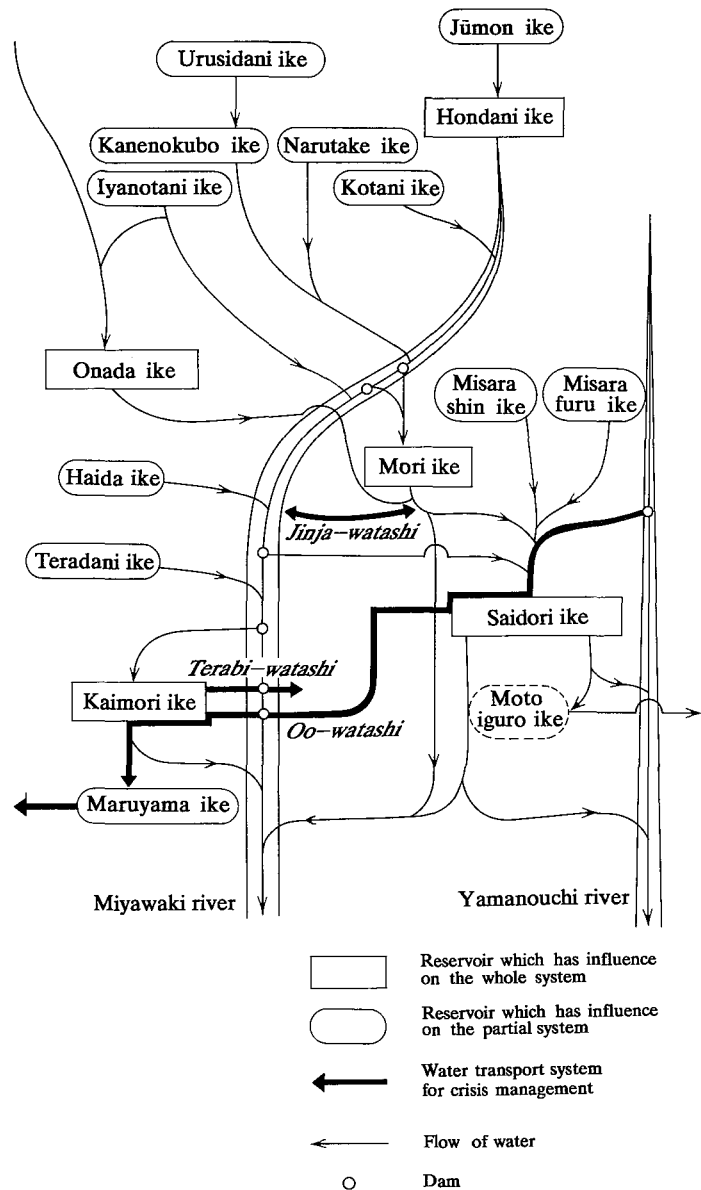 Jūmon ike
Urusidani ike
Hondani ike
Kanenokubo ike
Narutake ike
Iyanotani ike
Kotani ike
Onada ike
Misara
shin ike
Misara
furu ike
Mori ike
Haida ike
Jinja-watashi
Teradani ike
Saidori ike
Terabi-watashi
Kaimori ike
Moto
iguro ike
Oo-watashi
Maruyama ike
Miyawaki river
Yamanouchi river
Reservoir which has influence
on the whole system
Reservoir which has influence
on the partial system
Water transport system
for crisis management
Flow of water
Dam